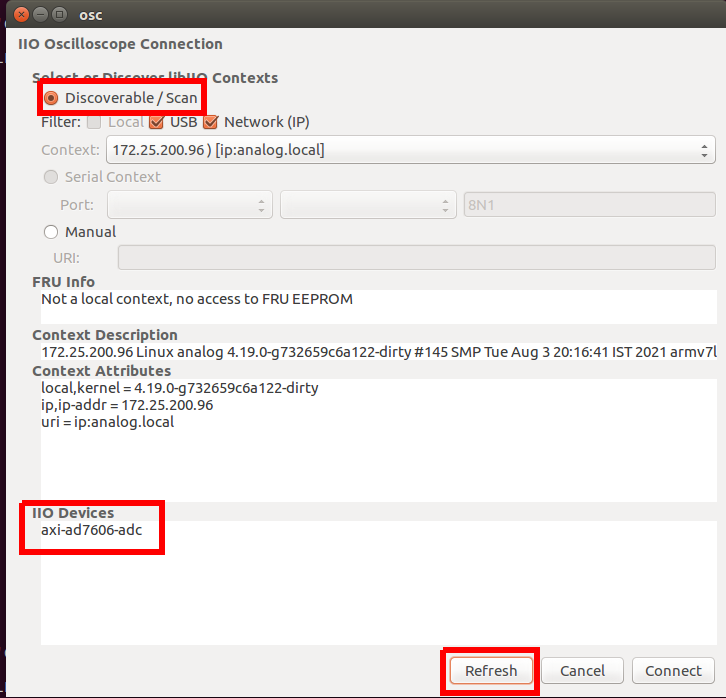 osc
IIO Oscilloscope Connection
Select or Discover libIIO Contexts
Discoverable / Scan
Filter: Local USB Network (IP)
Context: 172.25.200.96 ) [ip:analog.local]
Serial Context
Port: 8N1
Manual
URI:
FRU Info
Not a local context, no access to FRU EEPROM
Context Description
172.25.200.96 Linux analog 4.19.0-g732659c6a122-dirty #145 SMP Tue Aug 3 20:16:41 IST 2021 armv7l
Context Attributes
local,kernel = 4.19.0-g732659c6a122-dirty
ip,ip-addr = 172.25.200.96
uri = ip:analog.local
IIO Devices
axi-ad7606-adc
Refresh Cancel Connect